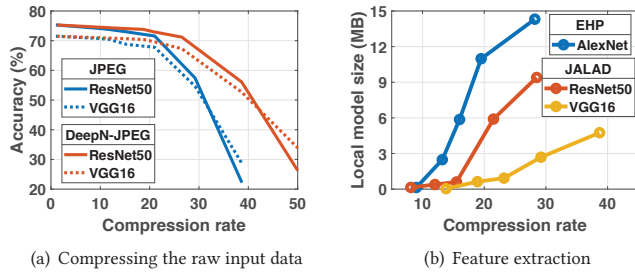 80
70
60
50
40
30
20
Accuracy (%)
JPEG
ResNet50
VGG16
DeepN-JPEG
ResNet50
VGG16
0 10 20 30 40 50
Compression rate
(a) Compressing the raw input data
15
12
9
6
3
0
Local model size (MB)
EHP
AlexNet
JALAD
ResNet50
VGG16
10 20 30 40
Compression rate
(b) Feature extraction